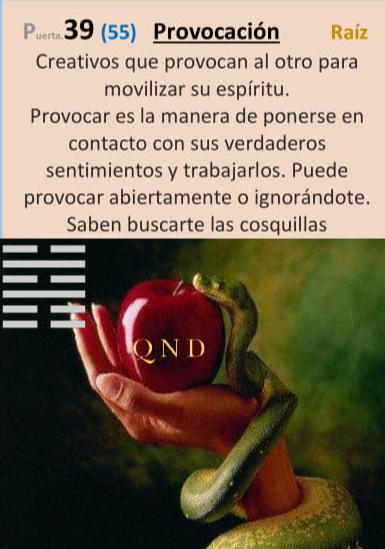 Puerta.39 (55) Provocación Raíz
Creativos que provocan al otro para
movilizar su espíritu.
Provocar es la manera de ponerse en
contacto con sus verdaderos
sentimientos y trabajarlos. Puede
provocar abiertamente o ignorándote.
Saben buscarte las cosquillas
QND